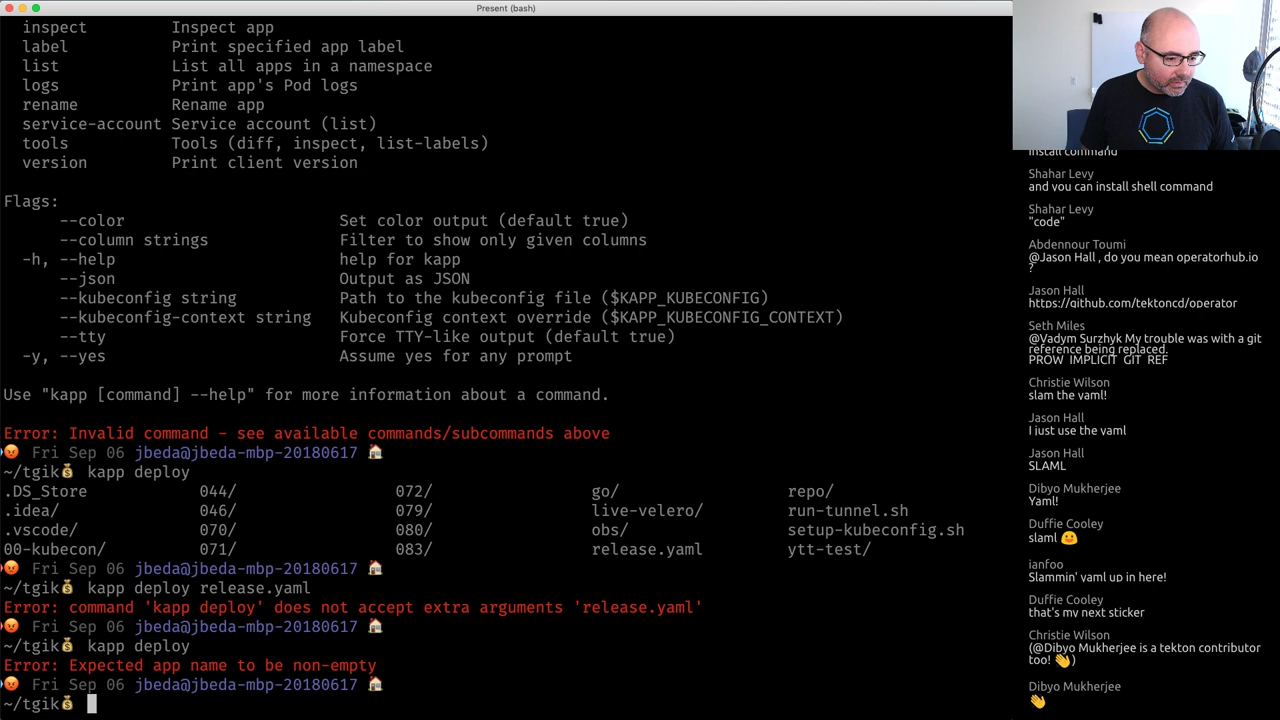 Present (bash)
inspect Inspect app
label Print specified app label
list List all apps in a namespace
logs Print app's Pod logs
rename Rename app
service-account Service account (list)
tools Tools (diff, inspect, list-labels)
version Print client version
Flags:
--color Set color output (default true)
--column strings Filter to show only given columns
-h, --help help for kapp
--json Output as JSON
--kubeconfig string Path to the kubeconfig file ($KAPP_KUBECONFIG)
--kubeconfig-context string Kubeconfig context override ($KAPP_KUBECONFIG_CONTEXT)
--tty Force TTY-like output (default true)
-y, --yes Assume yes for any prompt
Use "kapp [command] --help" for more information about a command.
Error: Invalid command - see available commands/subcommands above
😡 Fri Sep 06 jbeda@jbeda-mbp-20180617 🏠
~/tgik💰 kapp deploy
.DS_Store 044/ 072/ go/ repo/
.idea/ 046/ 079/ live-velero/ run-tunnel.sh
.vscode/ 070/ 080/ obs/ setup-kubeconfig.sh
00-kubecon/ 071/ 083/ release.yaml ytt-test/
😡 Fri Sep 06 jbeda@jbeda-mbp-20180617 🏠
~/tgik💰 kapp deploy release.yaml
Error: command 'kapp deploy' does not accept extra arguments 'release.yaml'
😡 Fri Sep 06 jbeda@jbeda-mbp-20180617 🏠
~/tgik💰 kapp deploy
Error: Expected app name to be non-empty
😡 Fri Sep 06 jbeda@jbeda-mbp-20180617 🏠
~/tgik💰
install command
Shahar Levy
and you can install shell command
Shahar Levy
"code"
Abdennour Toumi
@Jason Hall , do you mean operatorhub.io
?
Jason Hall
https://github.com/tektoncd/operator
Seth Miles
@Vadym Surzhyk My trouble was with a git
reference being replaced.
PROW_IMPLICIT_GIT_REF
Christie Wilson
slam the yaml!
Jason Hall
I just use the yaml
Jason Hall
SLAML
Dibyo Mukherjee
Yaml!
Duffie Cooley
slaml 😮
ianfoo
Slammin' yaml up in here!
Duffie Cooley
that's my next sticker
Christie Wilson
(@Dibyo Mukherjee is a tekton contributor
too! 👋)
Dibyo Mukherjee
👋